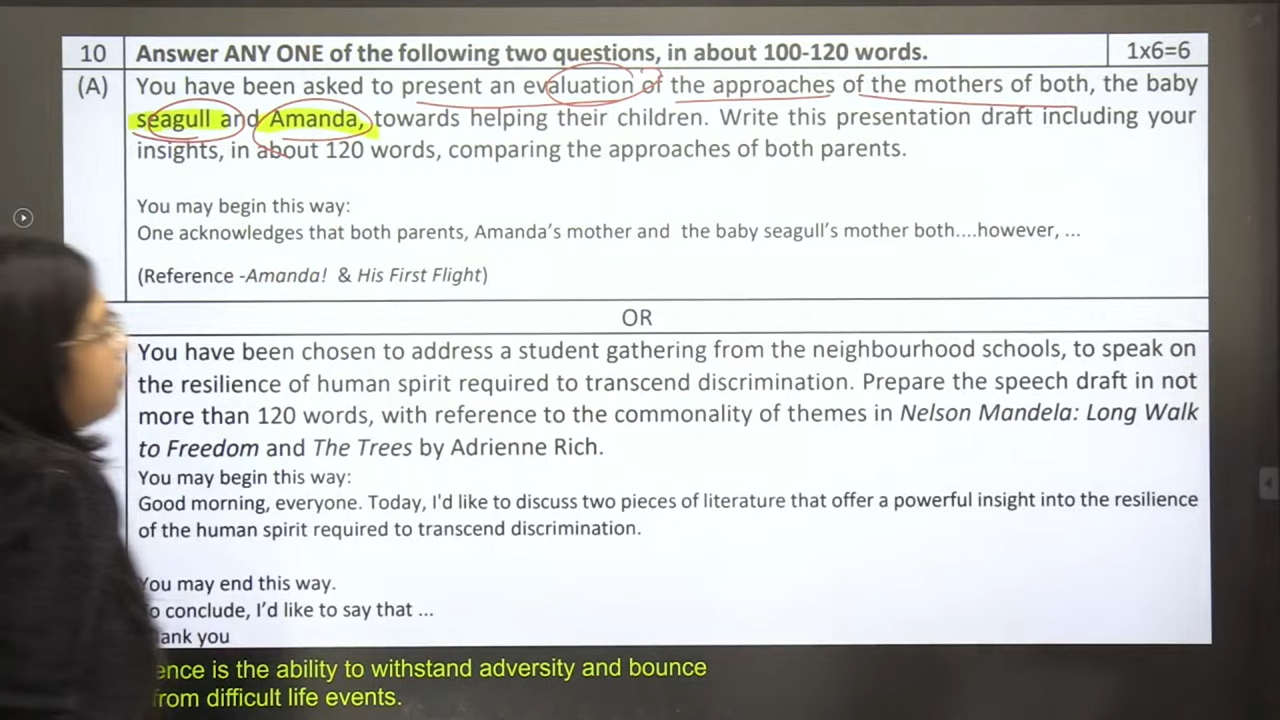 10 Answer ANY ONE of the following two questions, in about 100-120 words. 1x6=6
(A) You have been asked to present an evaluation of the approaches of the mothers of both, the baby
seagull and Amanda, towards helping their children. Write this presentation draft including your
insights, in about 120 words, comparing the approaches of both parents.
You may begin this way:
One acknowledges that both parents, Amanda's mother and the baby seagull's mother both....however, ...
(Reference -Amanda! & His First Flight)
OR
You have been chosen to address a student gathering from the neighbourhood schools, to speak on
the resilience of human spirit required to transcend discrimination. Prepare the speech draft in not
more than 120 words, with reference to the commonality of themes in Nelson Mandela: Long Walk
to Freedom and The Trees by Adrienne Rich.
You may begin this way:
Good morning, everyone. Today, I'd like to discuss two pieces of literature that offer a powerful insight into the resilience
of the human spirit required to transcend discrimination.
You may end this way.
To conclude, I'd like to say that ...
ank you
ence is the ability to withstand adversity and bounce
from difficult life events.